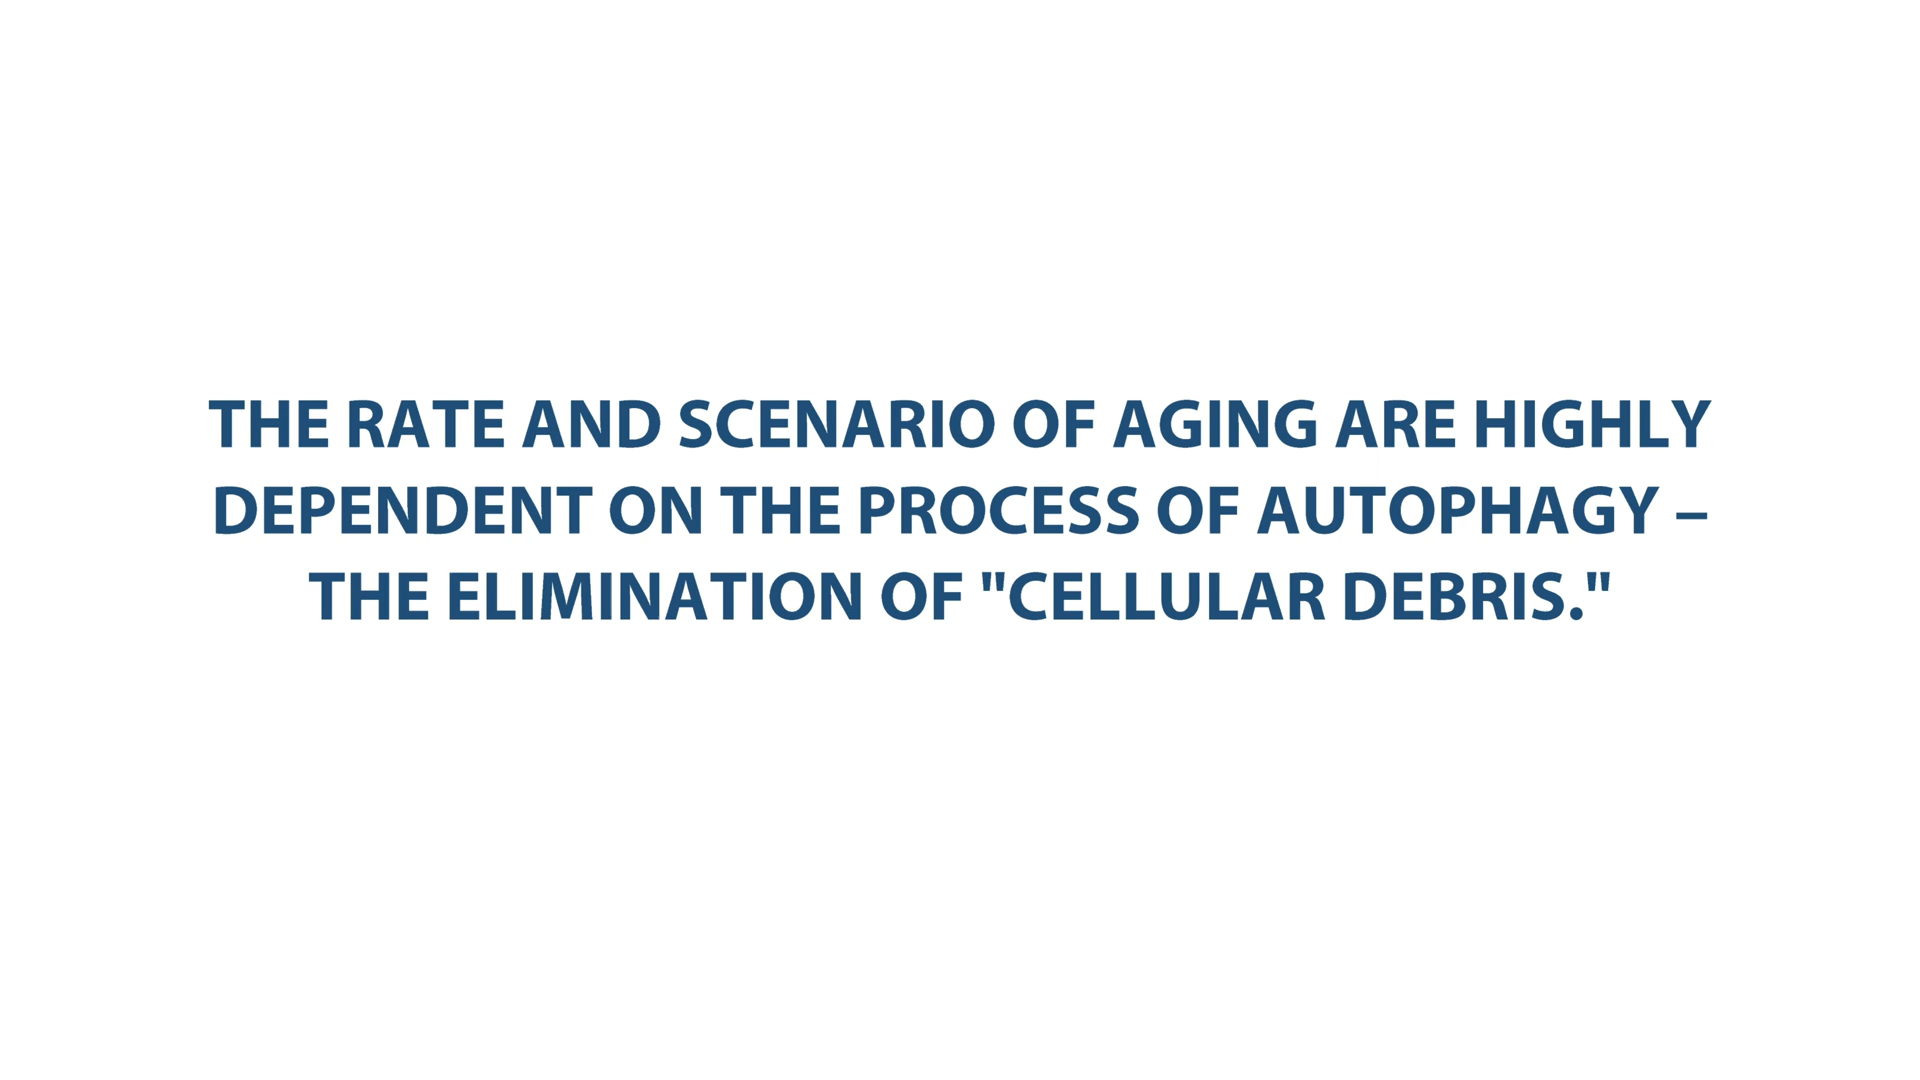 THE RATE AND SCENARIO OF AGING ARE HIGHLY
DEPENDENT ON THE PROCESS OF AUTOPHAGY –
THE ELIMINATION OF "CELLULAR DEBRIS."